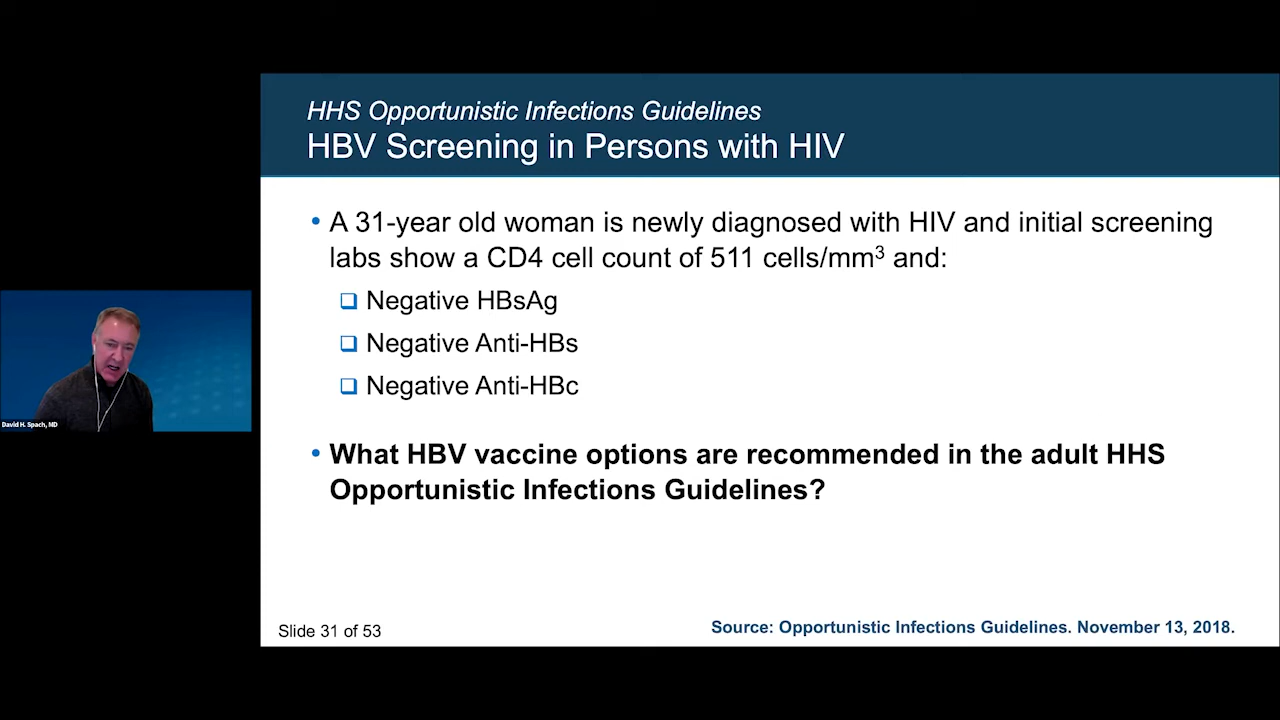 HHS Opportunistic Infections Guidelines
HBV Screening in Persons with HIV
• A 31-year old woman is newly diagnosed with HIV and initial screening
labs show a CD4 cell count of 511 cells/mm³ and:
❑ Negative HBsAg
❑ Negative Anti-HBs
❑ Negative Anti-HBc
• What HBV vaccine options are recommended in the adult HHS
Opportunistic Infections Guidelines?
David H. Spach, MD
Slide 31 of 53
Source: Opportunistic Infections Guidelines. November 13, 2018.